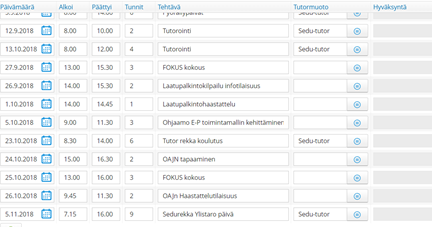 Päivämäärä Alkoi Päättyi Tunnit Tehtävä Tutormuoto Hyväksyntä
12.9.2018 8.00 10.00 2 Tutorointi Sedu-tutor
13.10.2018 8.00 12.00 4 Tutorointi Sedu-tutor
27.9.2018 13.00 15.30 3 FOKUS kokous
26.9.2018 14.00 15.30 2 Laatupalkintokilpailu infotilaisuus
1.10.2018 14.00 14.45 1 Laatupalkintohaastattelu
5.10.2018 9.00 11.30 3 Ohjaamo E-P toimintamallin kehittäminer
23.10.2018 8.30 14.00 6 Tutor rekka koulutus Sedu-tutor
24.10.2018 15.00 16.30 2 OAJN tapaaminen
25.10.2018 13.00 16.00 3 FOKUS kokous
26.10.2018 9.45 11.30 2 OAJn Haastattelutilaisuus
5.11.2018 7.15 16.00 9 Sedurekka Ylistaro päivä Sedu-tutor